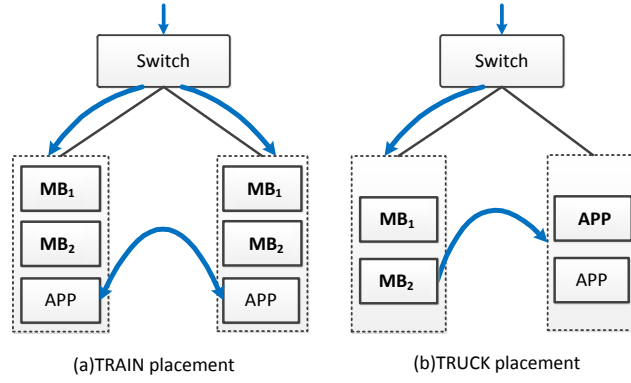 Switch
MB₁
MB₂
APP
MB₁
MB₂
APP
(a)TRAIN placement
Switch
MB₁
MB₂
APP
APP
(b)TRUCK placement